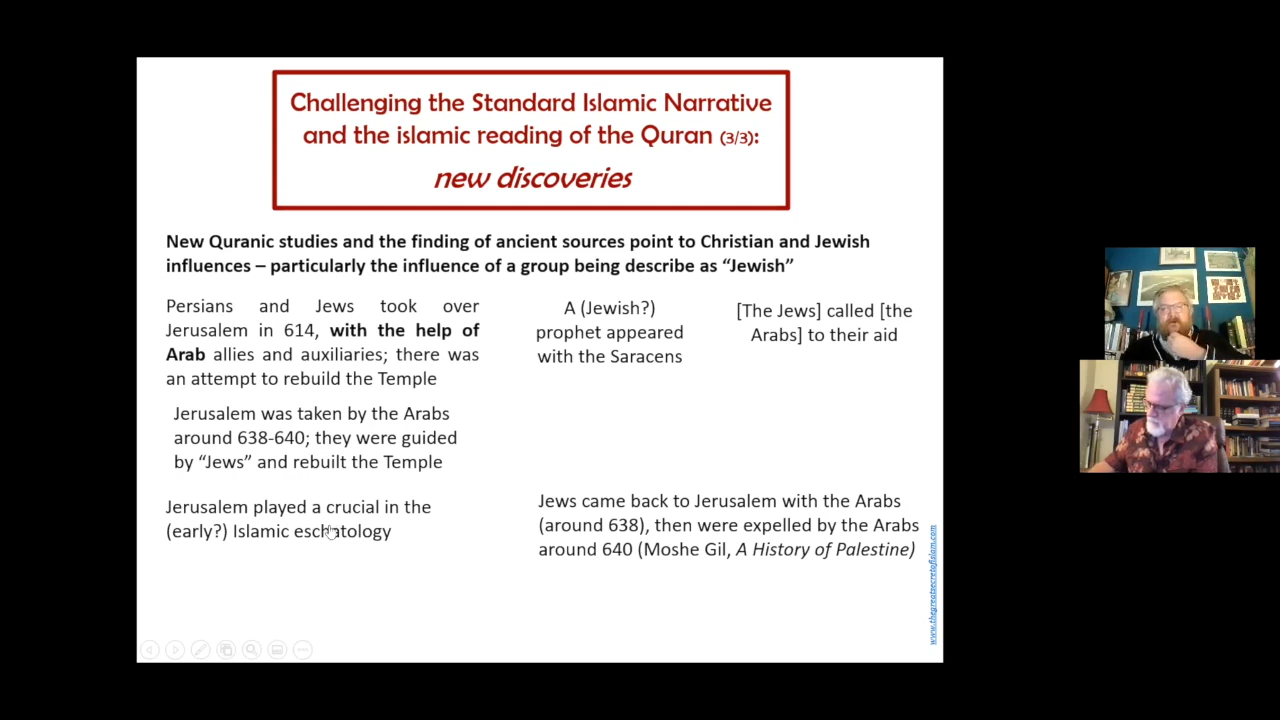 Challenging the Standard Islamic Narrative
and the islamic reading of the Quran (3/3):
new discoveries
New Quranic studies and the finding of ancient sources point to Christian and Jewish
influences – particularly the influence of a group being describe as “Jewish”
Persians and Jews took over
Jerusalem in 614, with the help of
Arab allies and auxiliaries; there was
an attempt to rebuild the Temple
A (Jewish?)
prophet appeared
with the Saracens
[The Jews] called [the
Arabs] to their aid
Jerusalem was taken by the Arabs
around 638-640; they were guided
by “Jews” and rebuilt the Temple
Jerusalem played a crucial in the
(early?) Islamic eschatology
Jews came back to Jerusalem with the Arabs
(around 638), then were expelled by the Arabs
around 640 (Moshe Gil, A History of Palestine)
www.thegreatsecretofislam.com